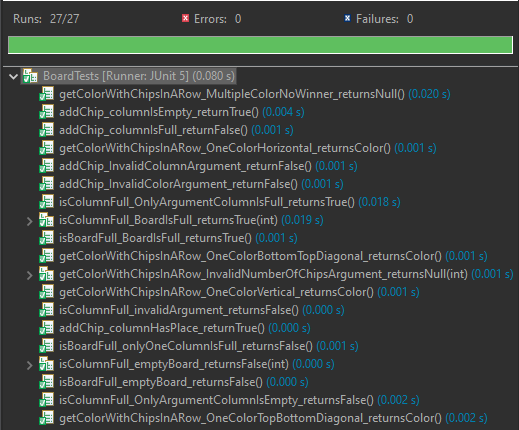 Runs: 27/27 Errors: 0 Failures: 0
BoardTests [Runner: JUnit 5] (0.080 s)
getColorWithChipsInARow_MultipleColorNoWinner_returnsNull() (0.020 s)
addChip_columnIsEmpty_returnTrue() (0.004 s)
addChip_columnIsFull_returnFalse() (0.001 s)
getColorWithChipsInARow_OneColorHorizontal_returnsColor() (0.001 s)
addChip_InvalidColumnArgument_returnFalse() (0.001 s)
addChip_InvalidColorArgument_returnFalse() (0.001 s)
isColumnFull_OnlyArgumentColumnIsFull_returnsTrue() (0.018 s)
isColumnFull_BoardIsFull_returnsTrue(int) (0.019 s)
isBoardFull_BoardIsFull_returnsTrue() (0.001 s)
getColorWithChipsInARow_OneColorBottomTopDiagonal_returnsColor() (0.001 s)
getColorWithChipsInARow_InvalidNumberOfChipsArgument_returnsNull(int) (0.001 s)
getColorWithChipsInARow_OneColorVertical_returnsColor() (0.001 s)
isColumnFull_invalidArgument_returnsFalse() (0.000 s)
addChip_columnHasPlace_returnTrue() (0.000 s)
isBoardFull_onlyOneColumnIsFull_returnsFalse() (0.001 s)
isColumnFull_emptyBoard_returnsFalse(int) (0.000 s)
isBoardFull_emptyBoard_returnsFalse() (0.000 s)
isColumnFull_OnlyArgumentColumnIsEmpty_returnsFalse() (0.002 s)
getColorWithChipsInARow_OneColorTopBottomDiagonal_returnsColor() (0.002 s)